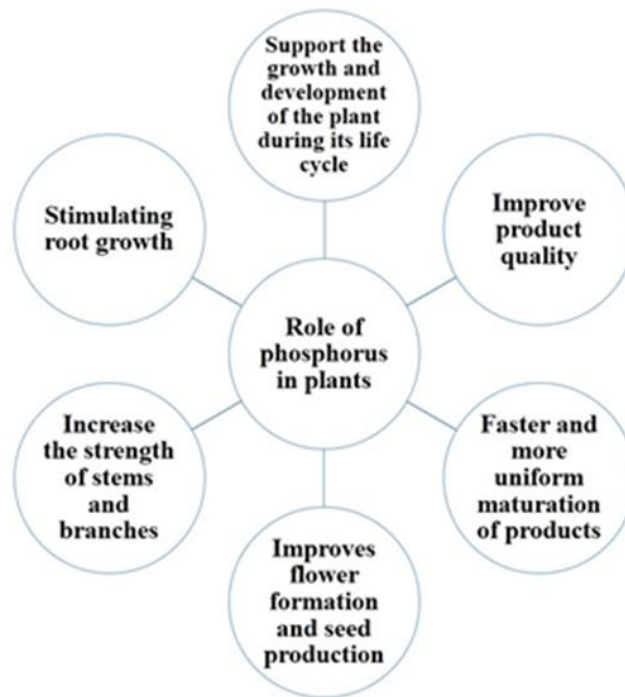 Support the
growth and
development
of the plant
during its life
cycle
Stimulating
root growth
Improve
product
quality
Role of
phosphorus
in plants
Increase
the strength
of stems
and
branches
Faster and
more
uniform
maturation
of products
Improves
flower
formation
and seed
production